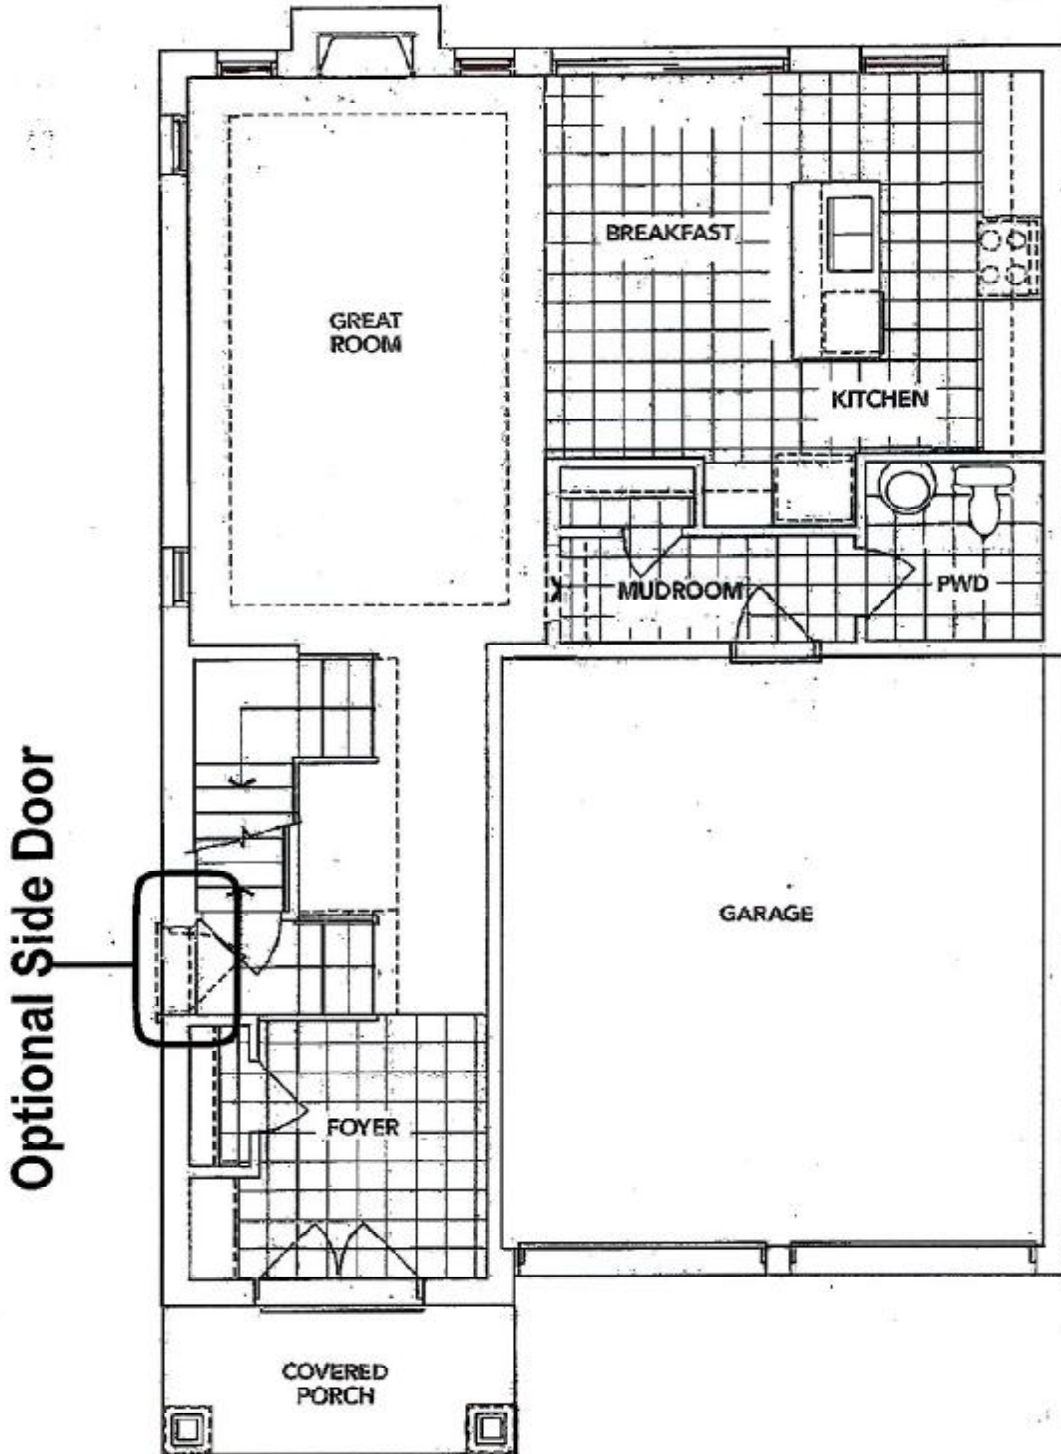 BREAKFAST
GREAT
ROOM
KITCHEN
MUDROOM
PWD
Optional Side Door
GARAGE
FOYER
COVERED
PORCH